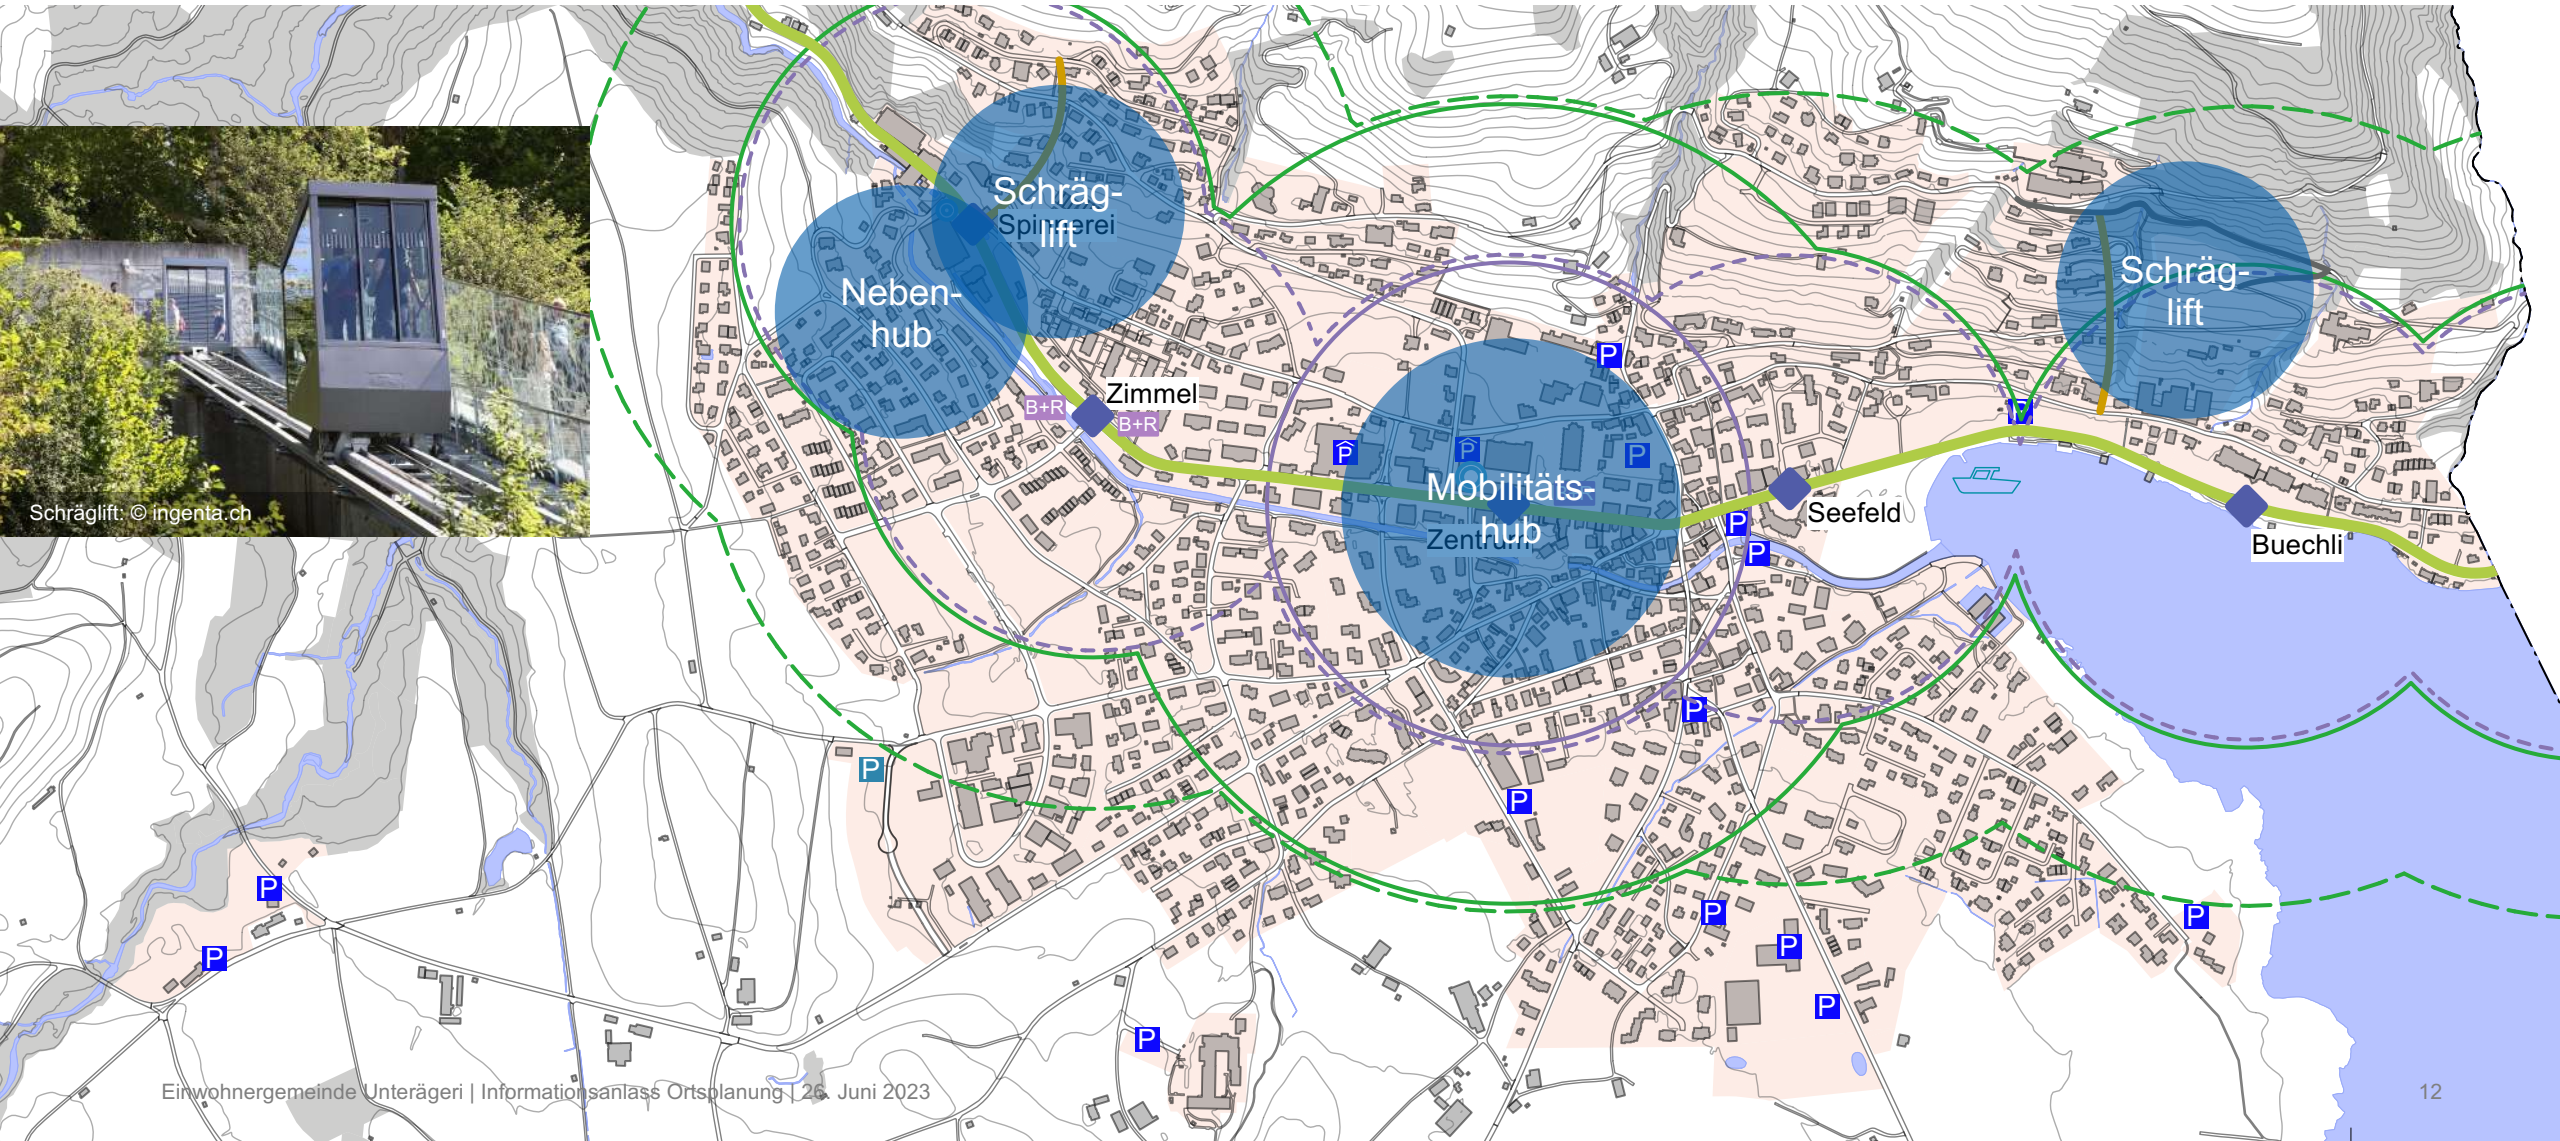 Schräg-
lift
Spinnerei
Neben-
hub
Schräg-
lift
P
Zimmel
B+R
B+R
P
P
P
P
Mobilitäts-
hub
Zentrum
Seefeld
P
P
Buechli
Schräglift: © ingenta.ch
P
P
P
P
P
P
P
P
P
P
P
Einwohnergemeinde Unterägeri | Informationsanlass Ortsplanung | 26. Juni 2023
12